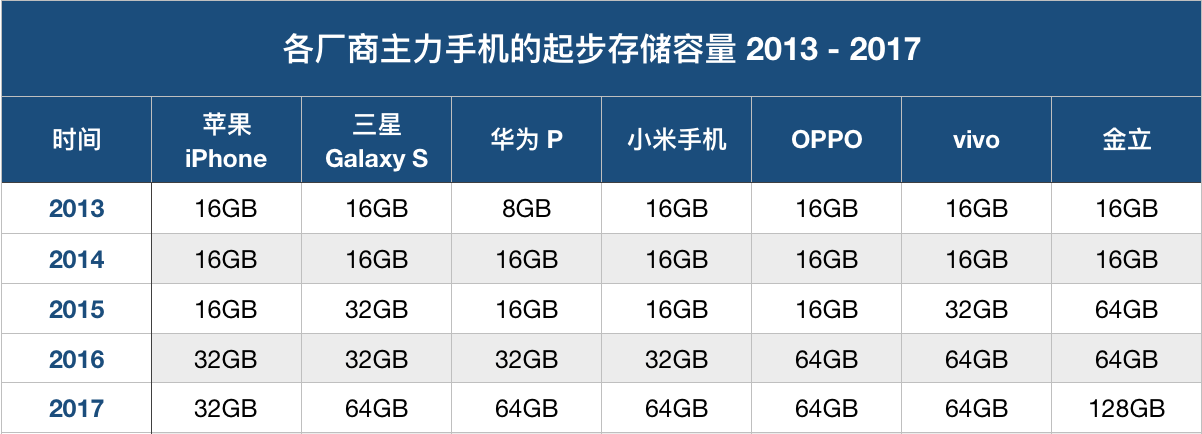 各厂商主力手机的起步存储容量 2013 - 2017
时间 苹果 iPhone 三星 Galaxy S 华为 P 小米手机 OPPO vivo 金立
2013 16GB 16GB 8GB 16GB 16GB 16GB 16GB
2014 16GB 16GB 16GB 16GB 16GB 16GB 16GB
2015 16GB 32GB 16GB 16GB 16GB 32GB 64GB
2016 32GB 32GB 32GB 32GB 64GB 64GB 64GB
2017 32GB 64GB 64GB 64GB 64GB 64GB 128GB